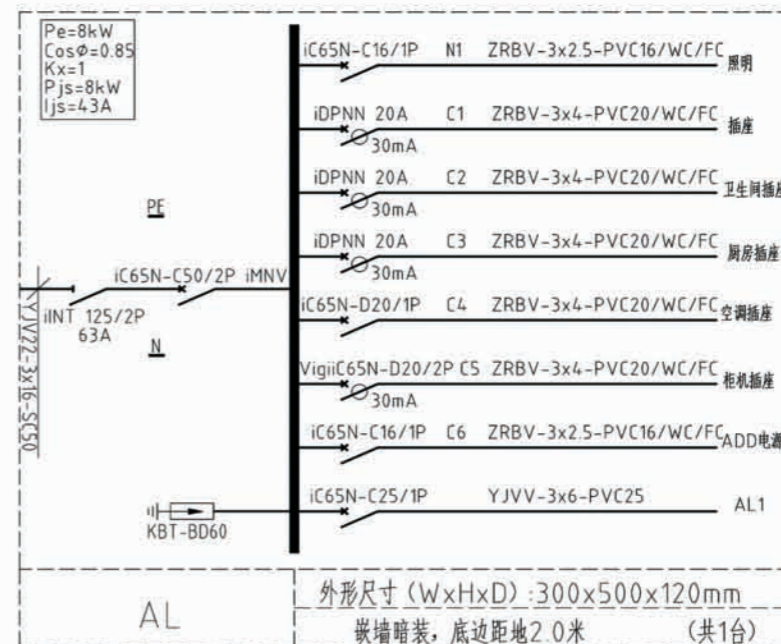 Pe=8kW
CosΦ=0.85
Kx=1
Pjs=8kW
Ijs=43A
iC65N-C16/1P N1 ZRBV-3x2.5-PVC16/WC/FC 照明
iDPNN 20A C1 ZRBV-3x4-PVC20/WC/FC 插座
30mA
iDPNN 20A C2 ZRBV-3x4-PVC20/WC/FC 卫生间插座
30mA
PE
iDPNN 20A C3 ZRBV-3x4-PVC20/WC/FC 厨房插座
30mA
iC65N-C50/2P iMNV
iINT 125/2P
63A
YJV22-3x16-SC50
iC65N-D20/1P C4 ZRBV-3x4-PVC20/WC/FC 空调插座
N
VigiiC65N-D20/2P C5 ZRBV-3x4-PVC20/WC/FC 柜机插座
30mA
iC65N-C16/1P C6 ZRBV-3x2.5-PVC16/WC/FC ADD电源
iC65N-C25/1P YJVV-3x6-PVC25 AL1
KBT-BD60
AL
外形尺寸(WxHxD):300x500x120mm
嵌墙暗装，底边距地2.0米 (共1台)